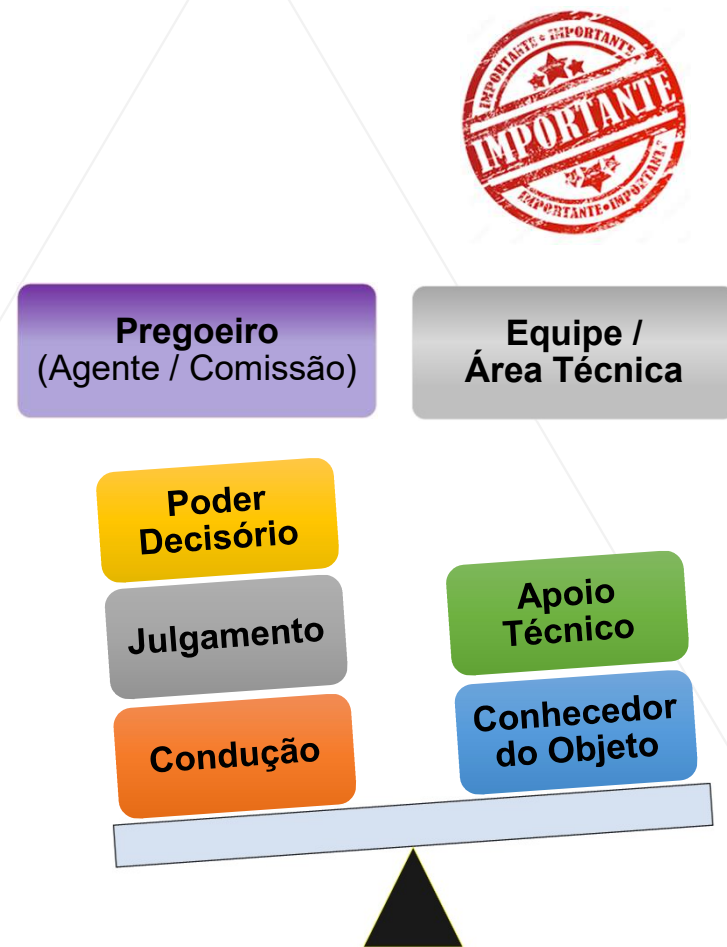 IMPORTANTE • IMPORTANTE
IMPORTANTE
IMPORTANTE•IMPORTANTE
Pregoeiro
(Agente / Comissão)
Equipe /
Área Técnica
Poder
Decisório
Julgamento
Condução
Apoio
Técnico
Conhecedor
do Objeto